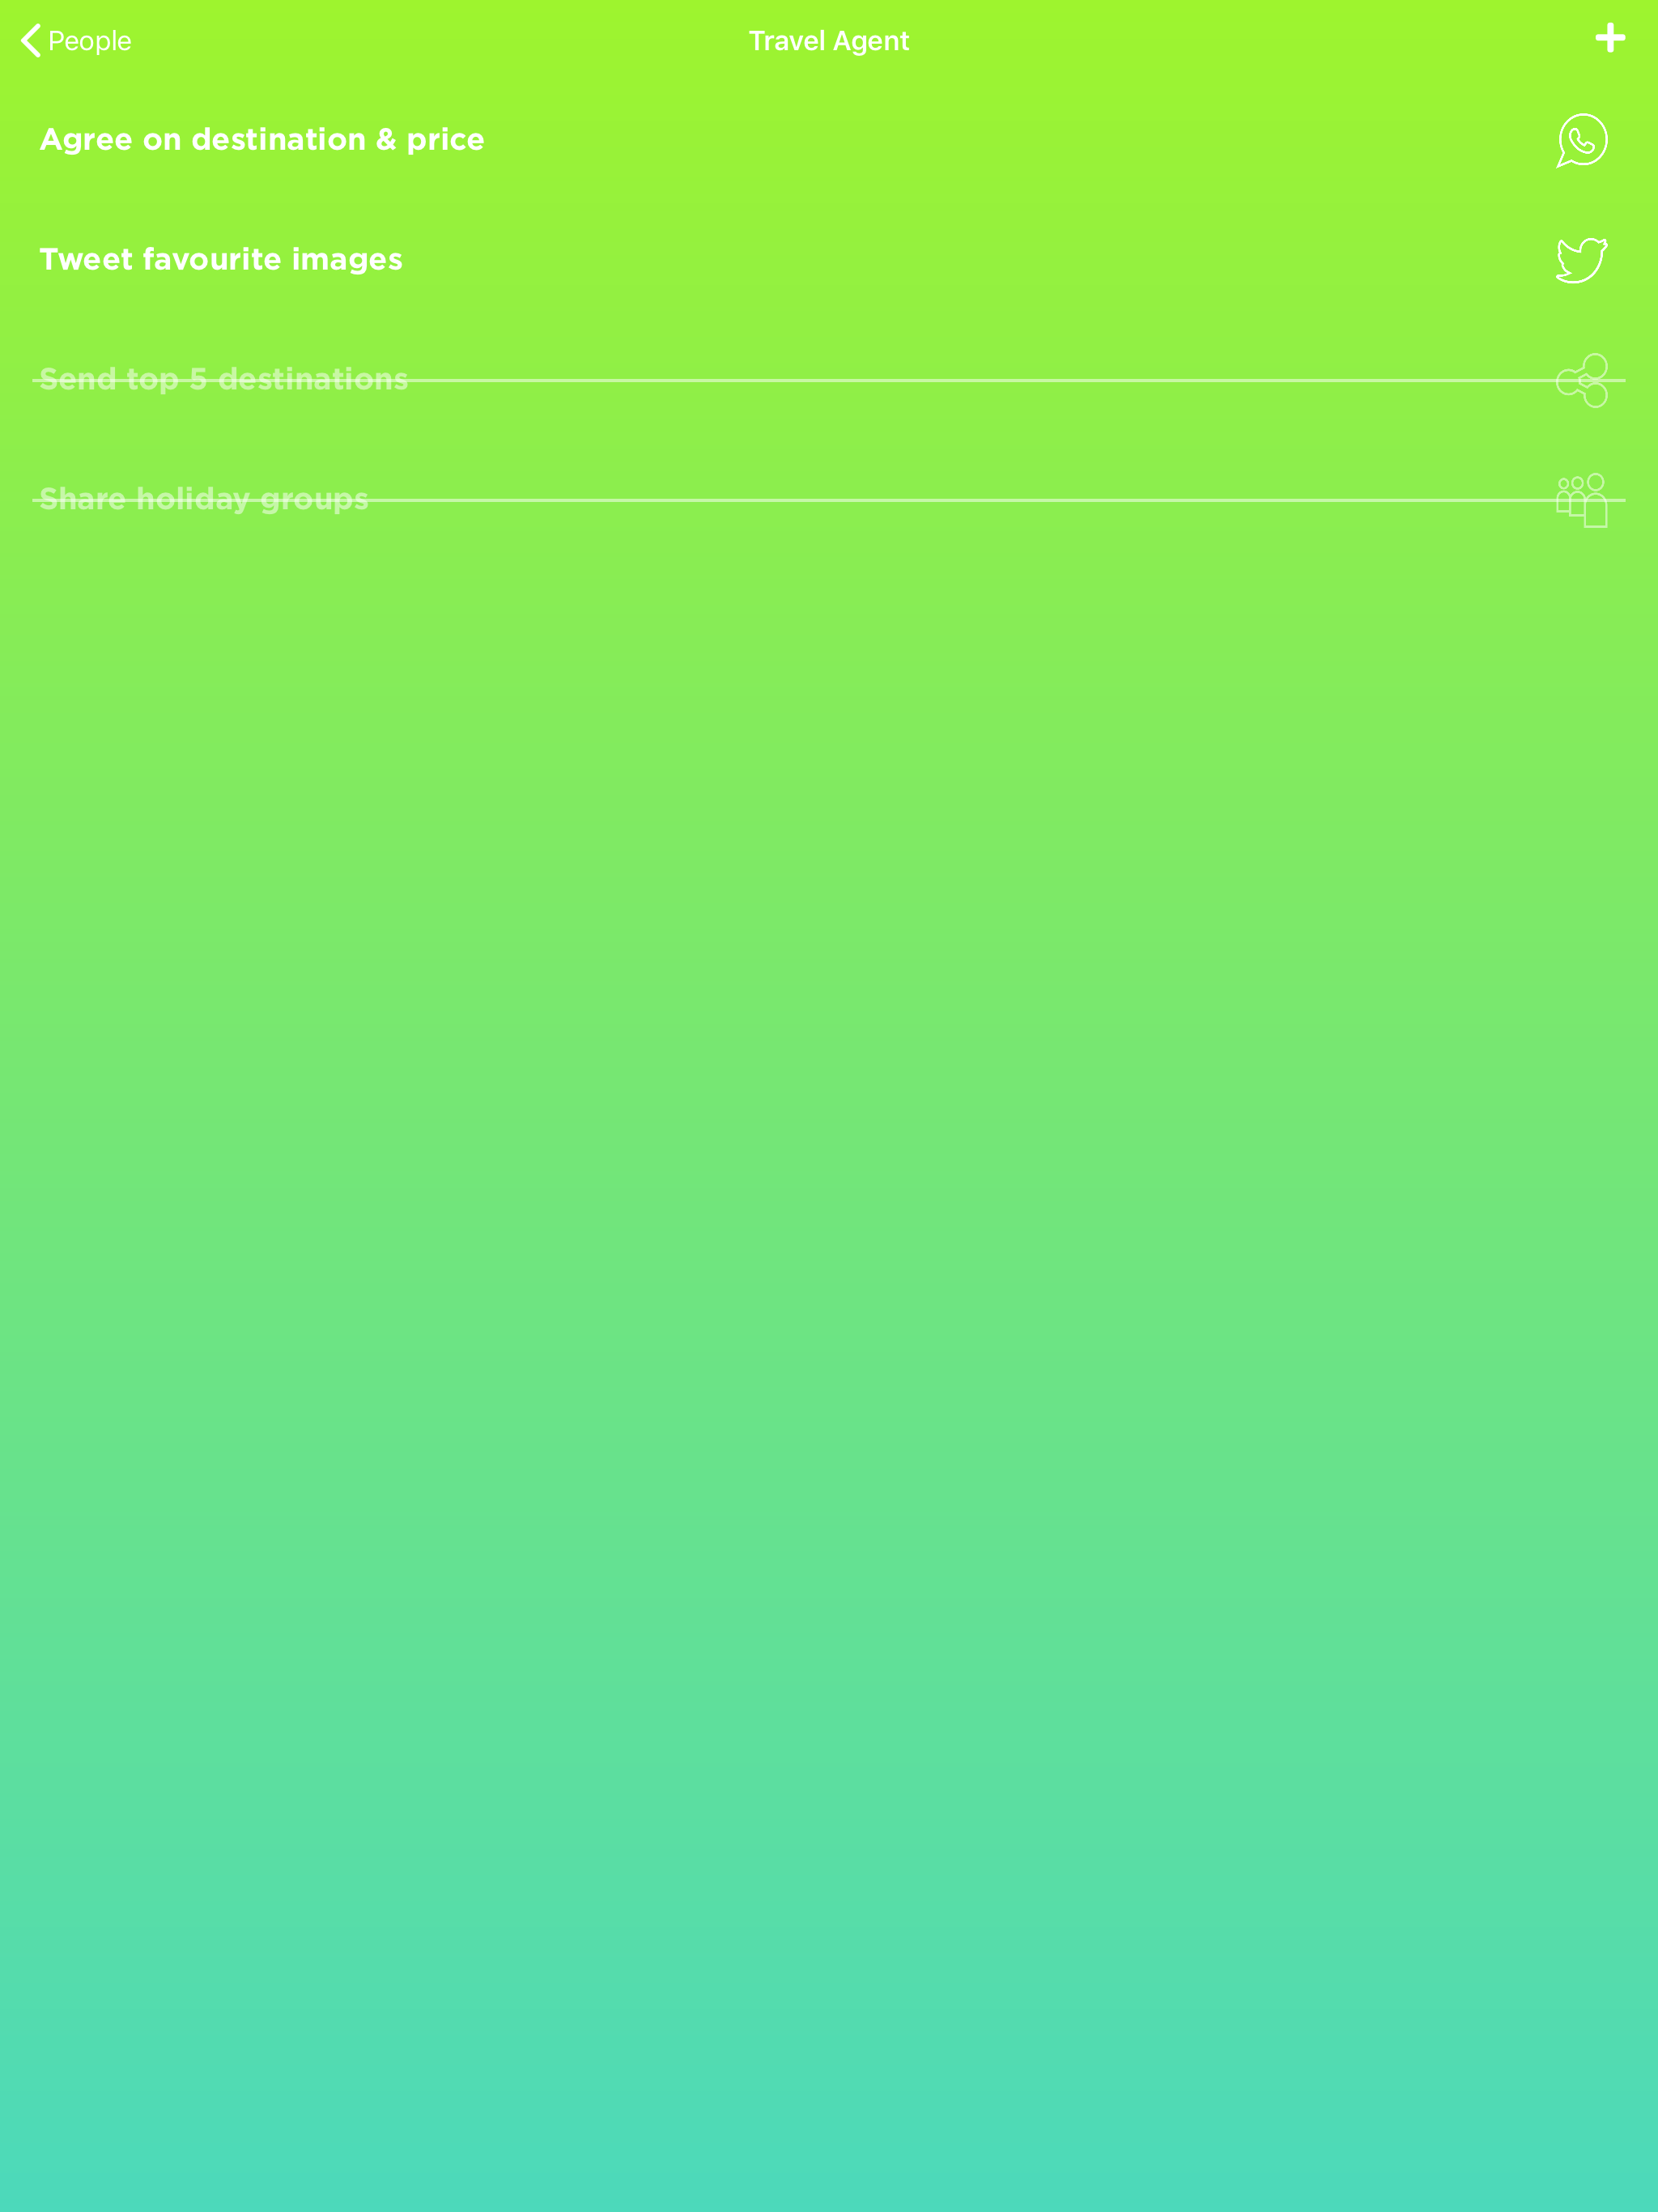 People
Travel Agent
Agree on destination & price
Tweet favourite images
Send top 5 destinations
Share holiday groups